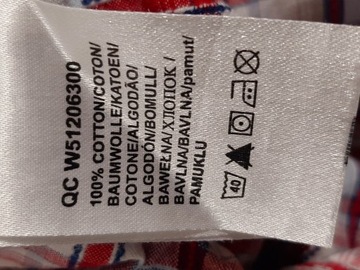 QC W51206300
100% COTTON/COTON/
BAUMWOLLE/KATOEN/
COTONE/ALGODÃO/
ALGODÓN/BOMULL/
BAWEŁNA/ХЛОПОК /
BAVLNA/BAVLNA/pamut/
PAMUKLU
40